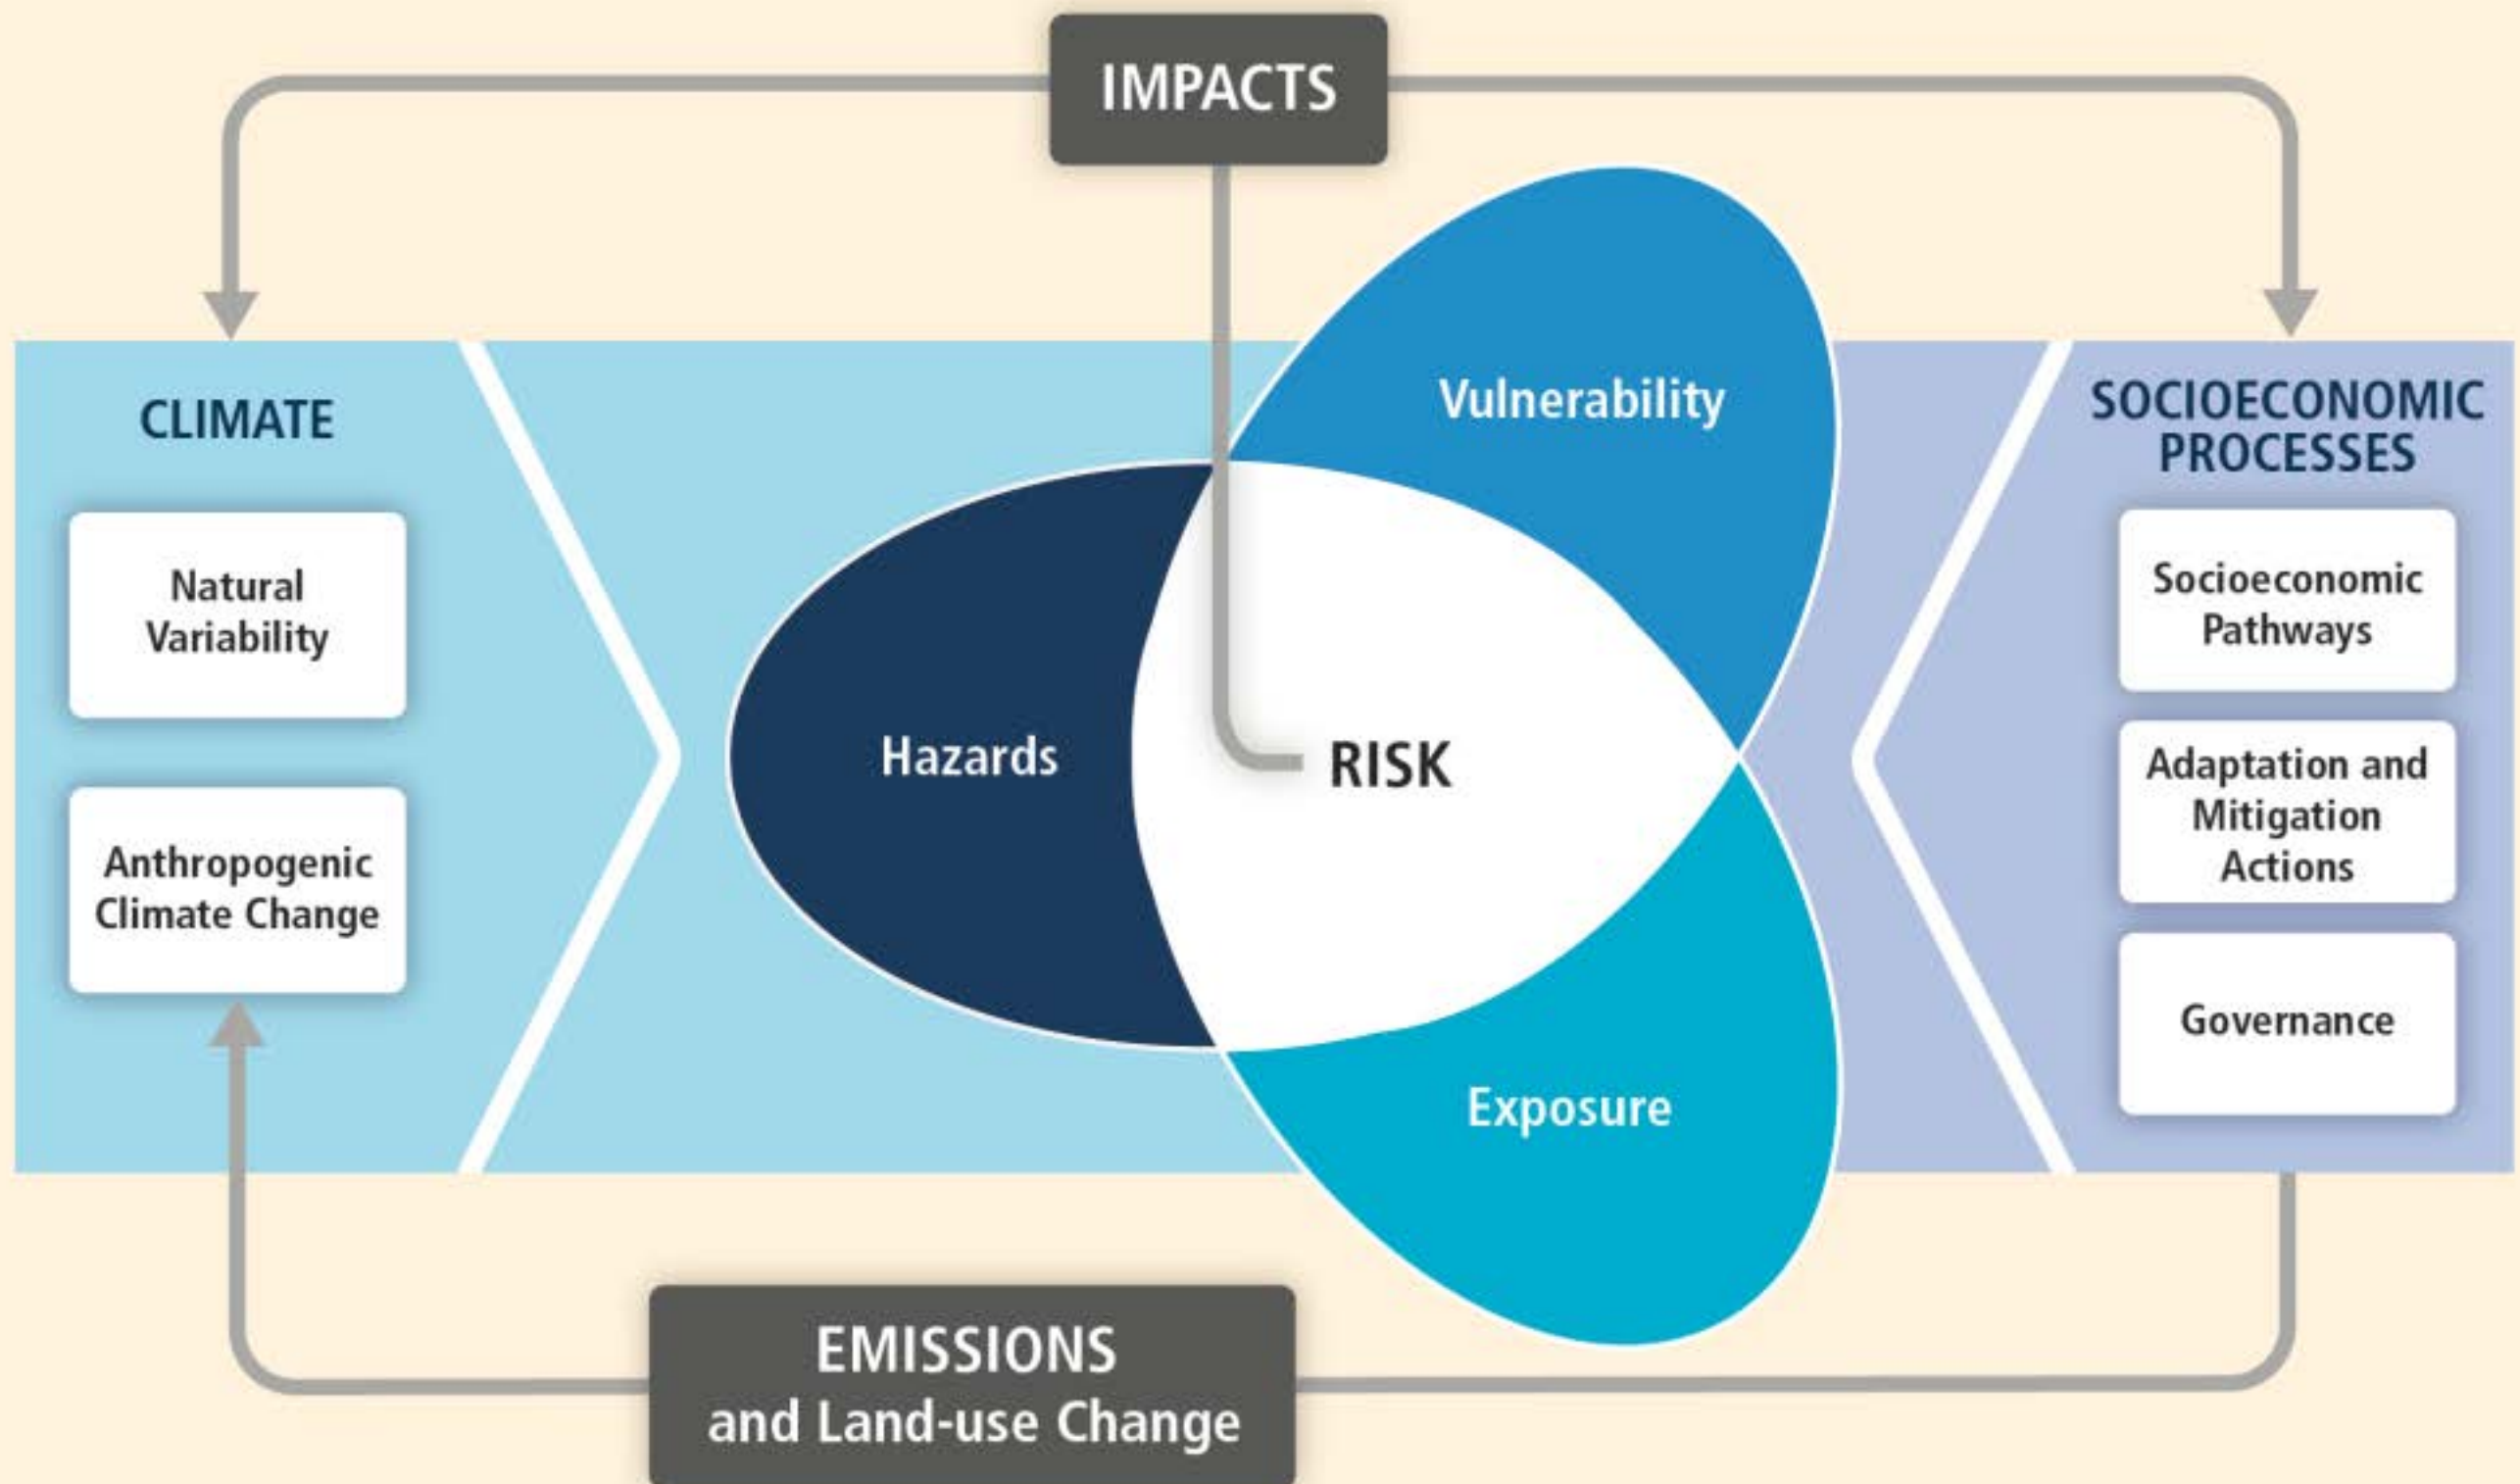 IMPACTS
CLIMATE
Natural
Variability
Anthropogenic
Climate Change
Hazards
Vulnerability
RISK
Exposure
SOCIOECONOMIC
PROCESSES
Socioeconomic
Pathways
Adaptation and
Mitigation
Actions
Governance
EMISSIONS
and Land-use Change